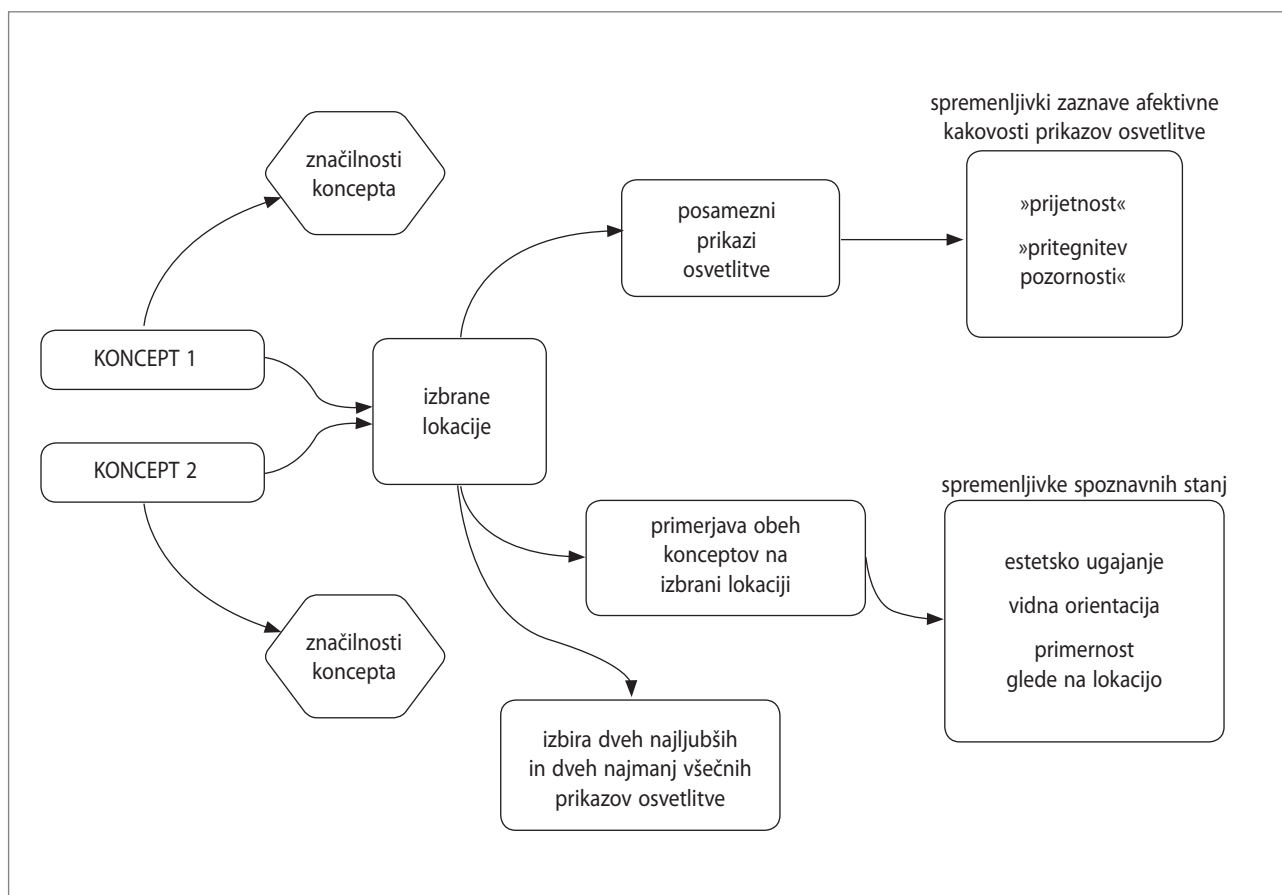 značilnosti
koncepta
KONCEPT 1
KONCEPT 2
značilnosti
koncepta
izbrane
lokacije
posamezni
prikazi
osvetlitve
spremenljivki zaznave afektivne
kakovosti prikazov osvetlitve
»prijetnost«
»pritegnitev
pozornosti«
primerjava obeh
konceptov na
izbrani lokaciji
spremenljivke spoznavnih stanj
estetsko ugajanje
vidna orientacija
primernost
glede na lokacijo
izbira dveh najljubših
in dveh najmanj všečnih
prikazov osvetlitve